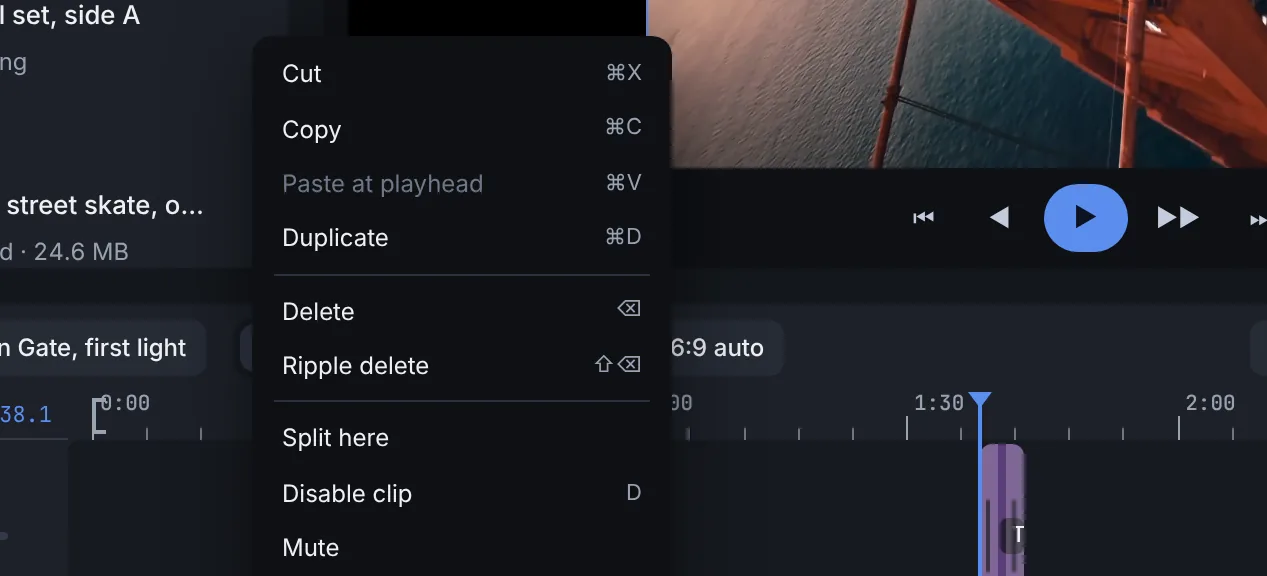 l set, side A
ng
street skate, o...
d · 24.6 MB
Cut ⌘X
Copy ⌘C
Paste at playhead ⌘V
Duplicate ⌘D
Delete ⌫
Ripple delete ⇧⌫
Split here
Disable clip D
Mute
n Gate, first light
6:9 auto
38.1
0:00
00
1:30
2:00
T